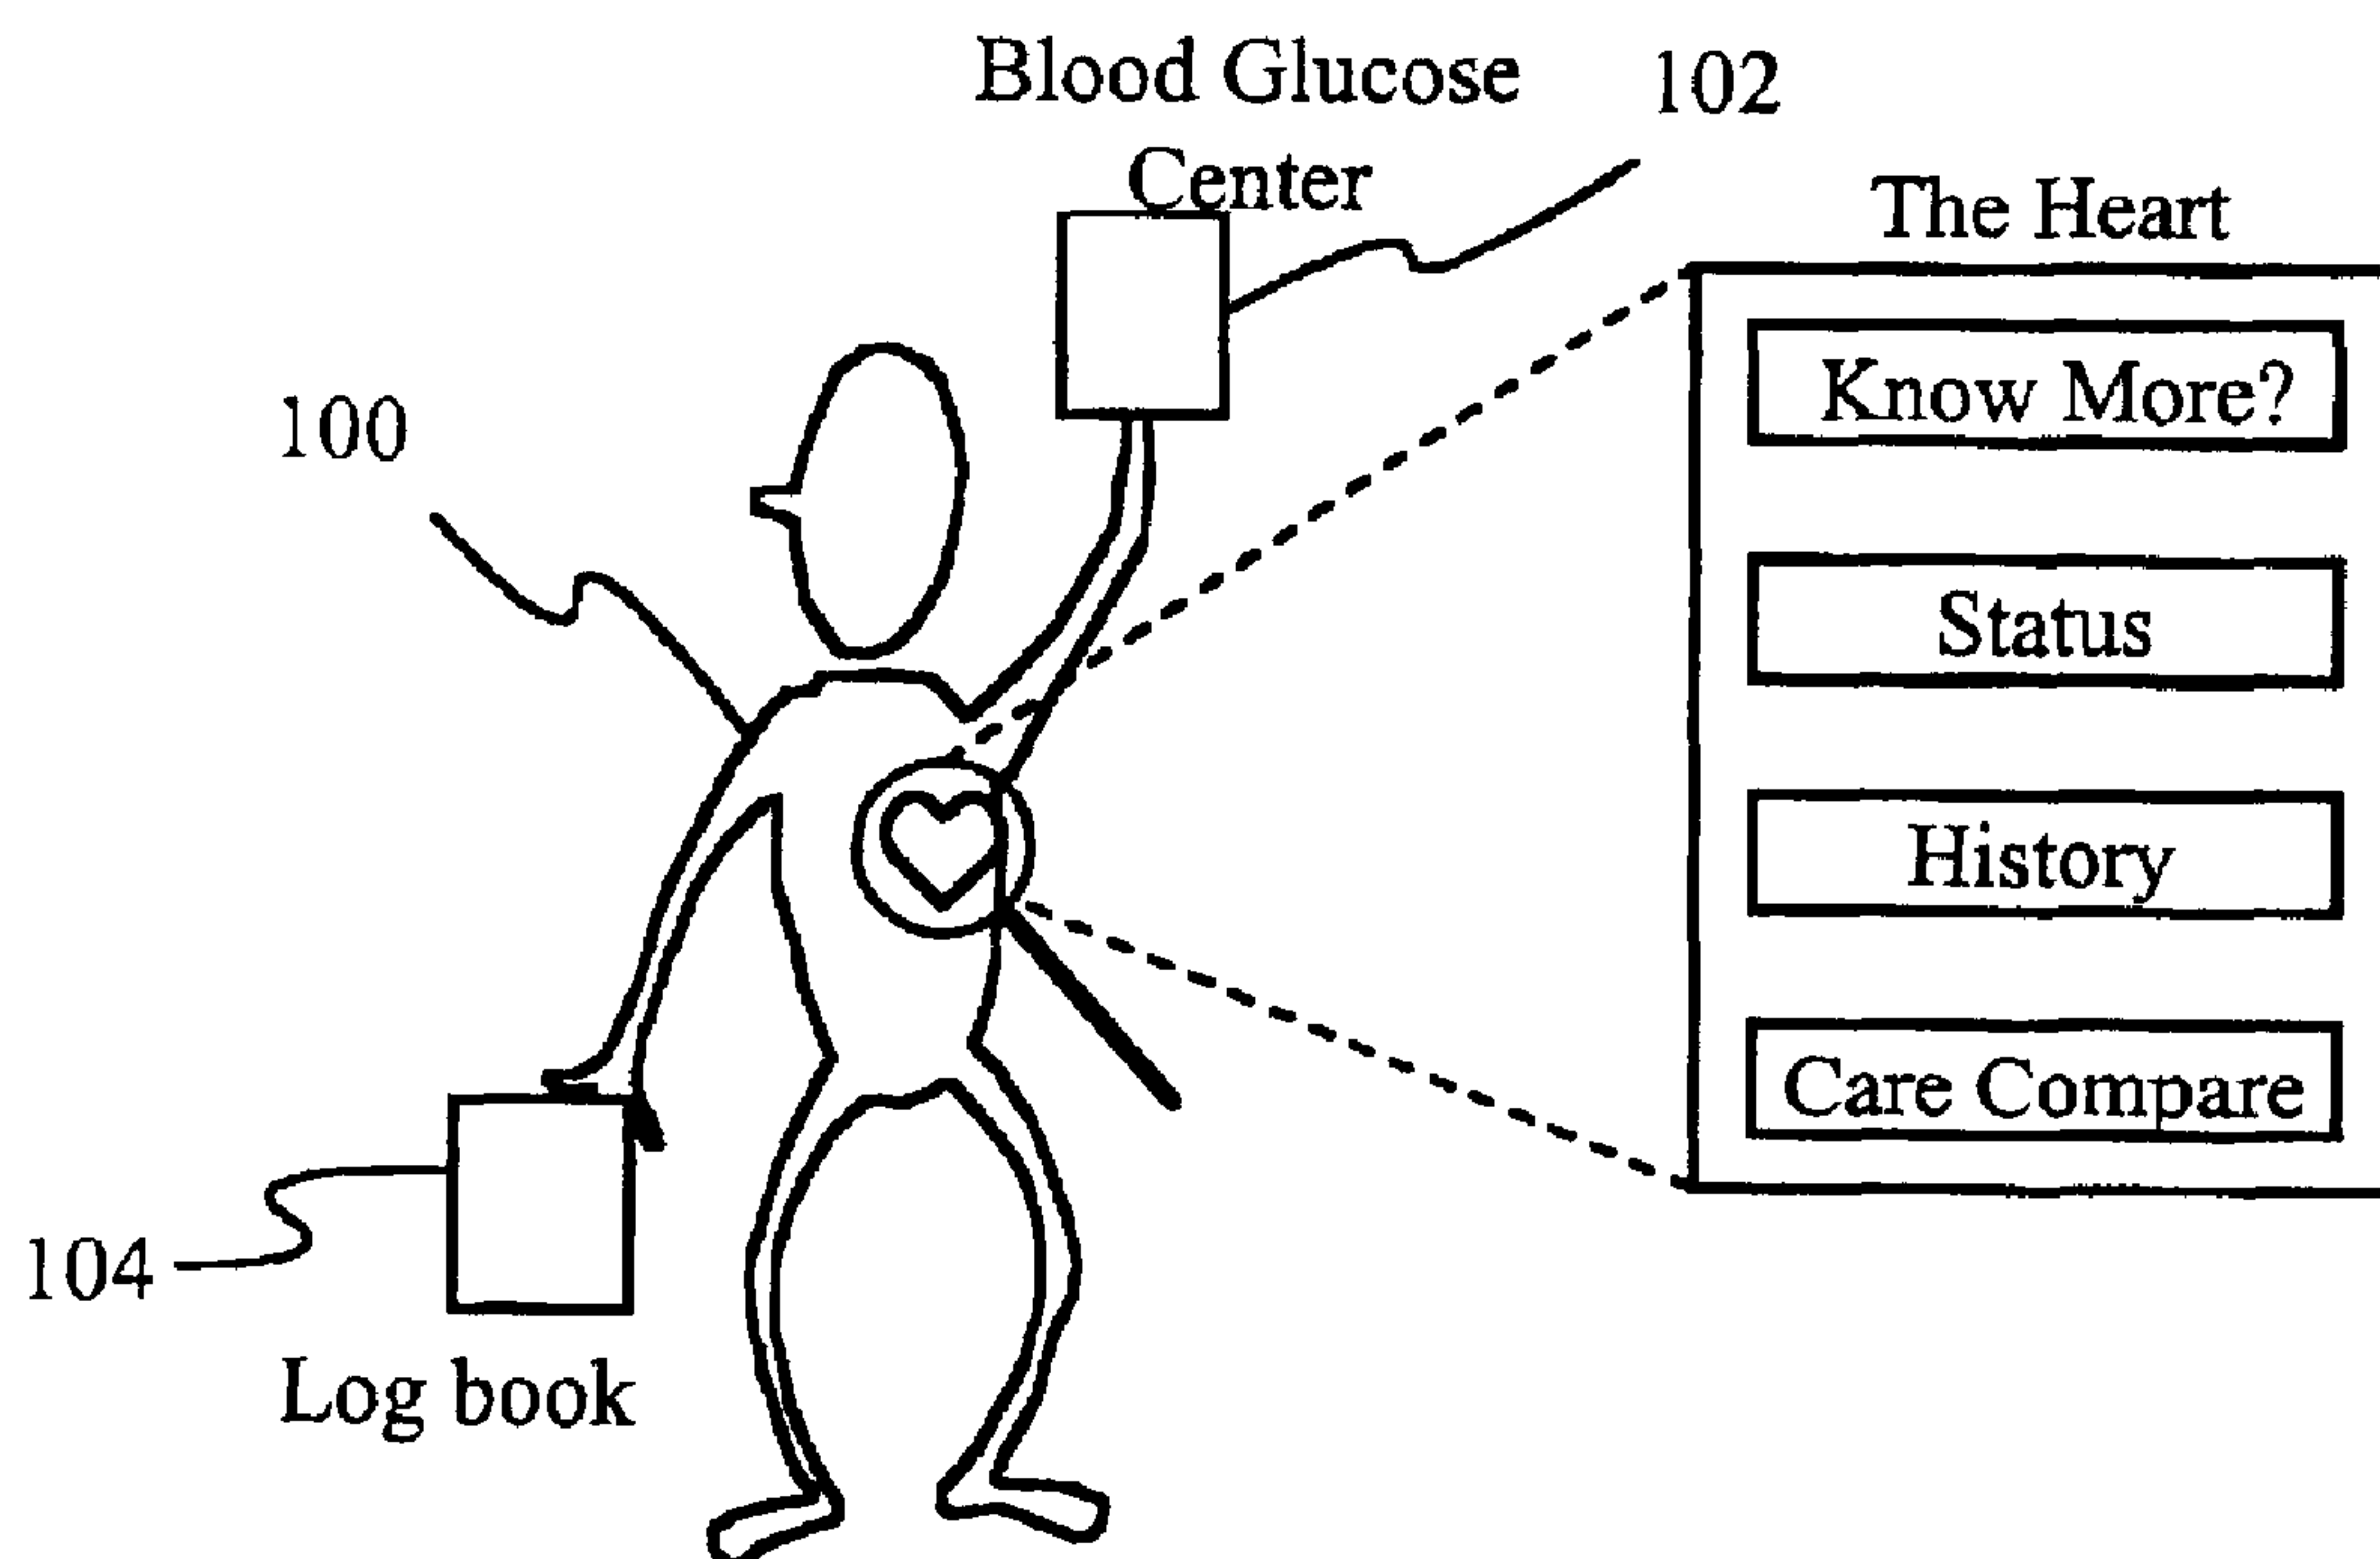 Blood Glucose
Center
102
The Heart
Know More?
100
Status
History
Care Compare
104
Log book